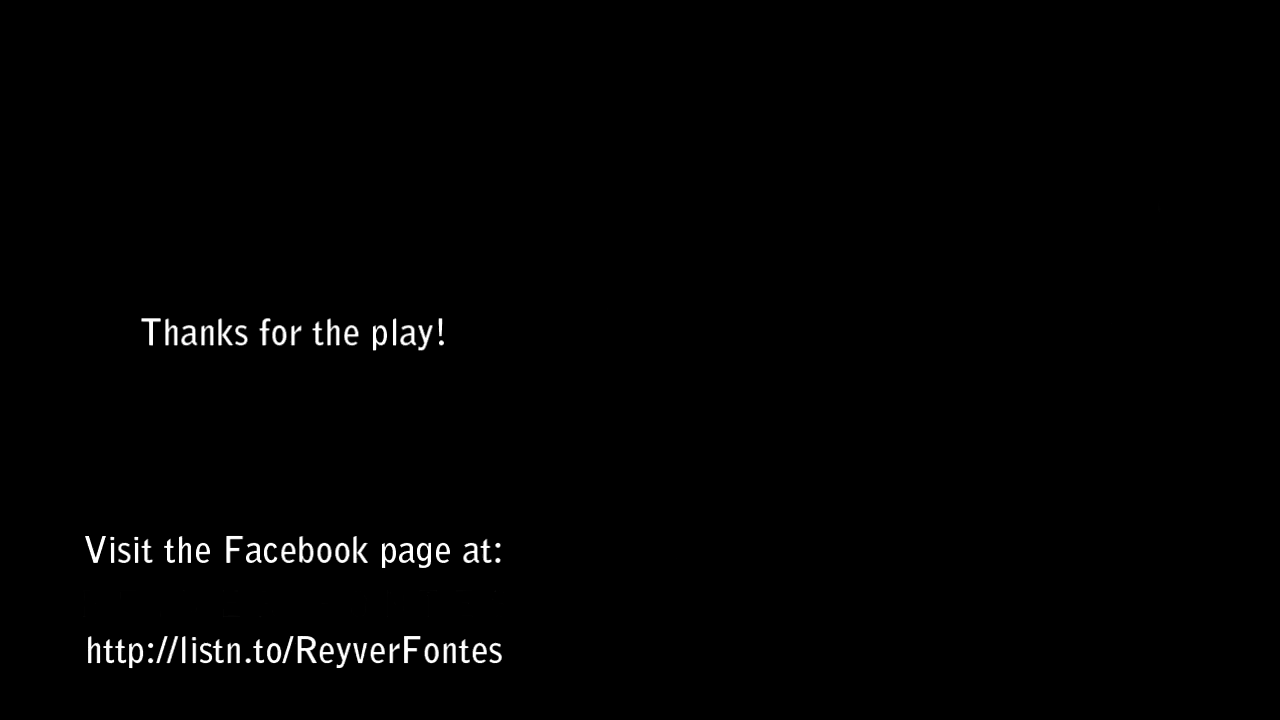 Thanks for the play!
Visit the Facebook page at:
http://listn.to/ReyverFontes